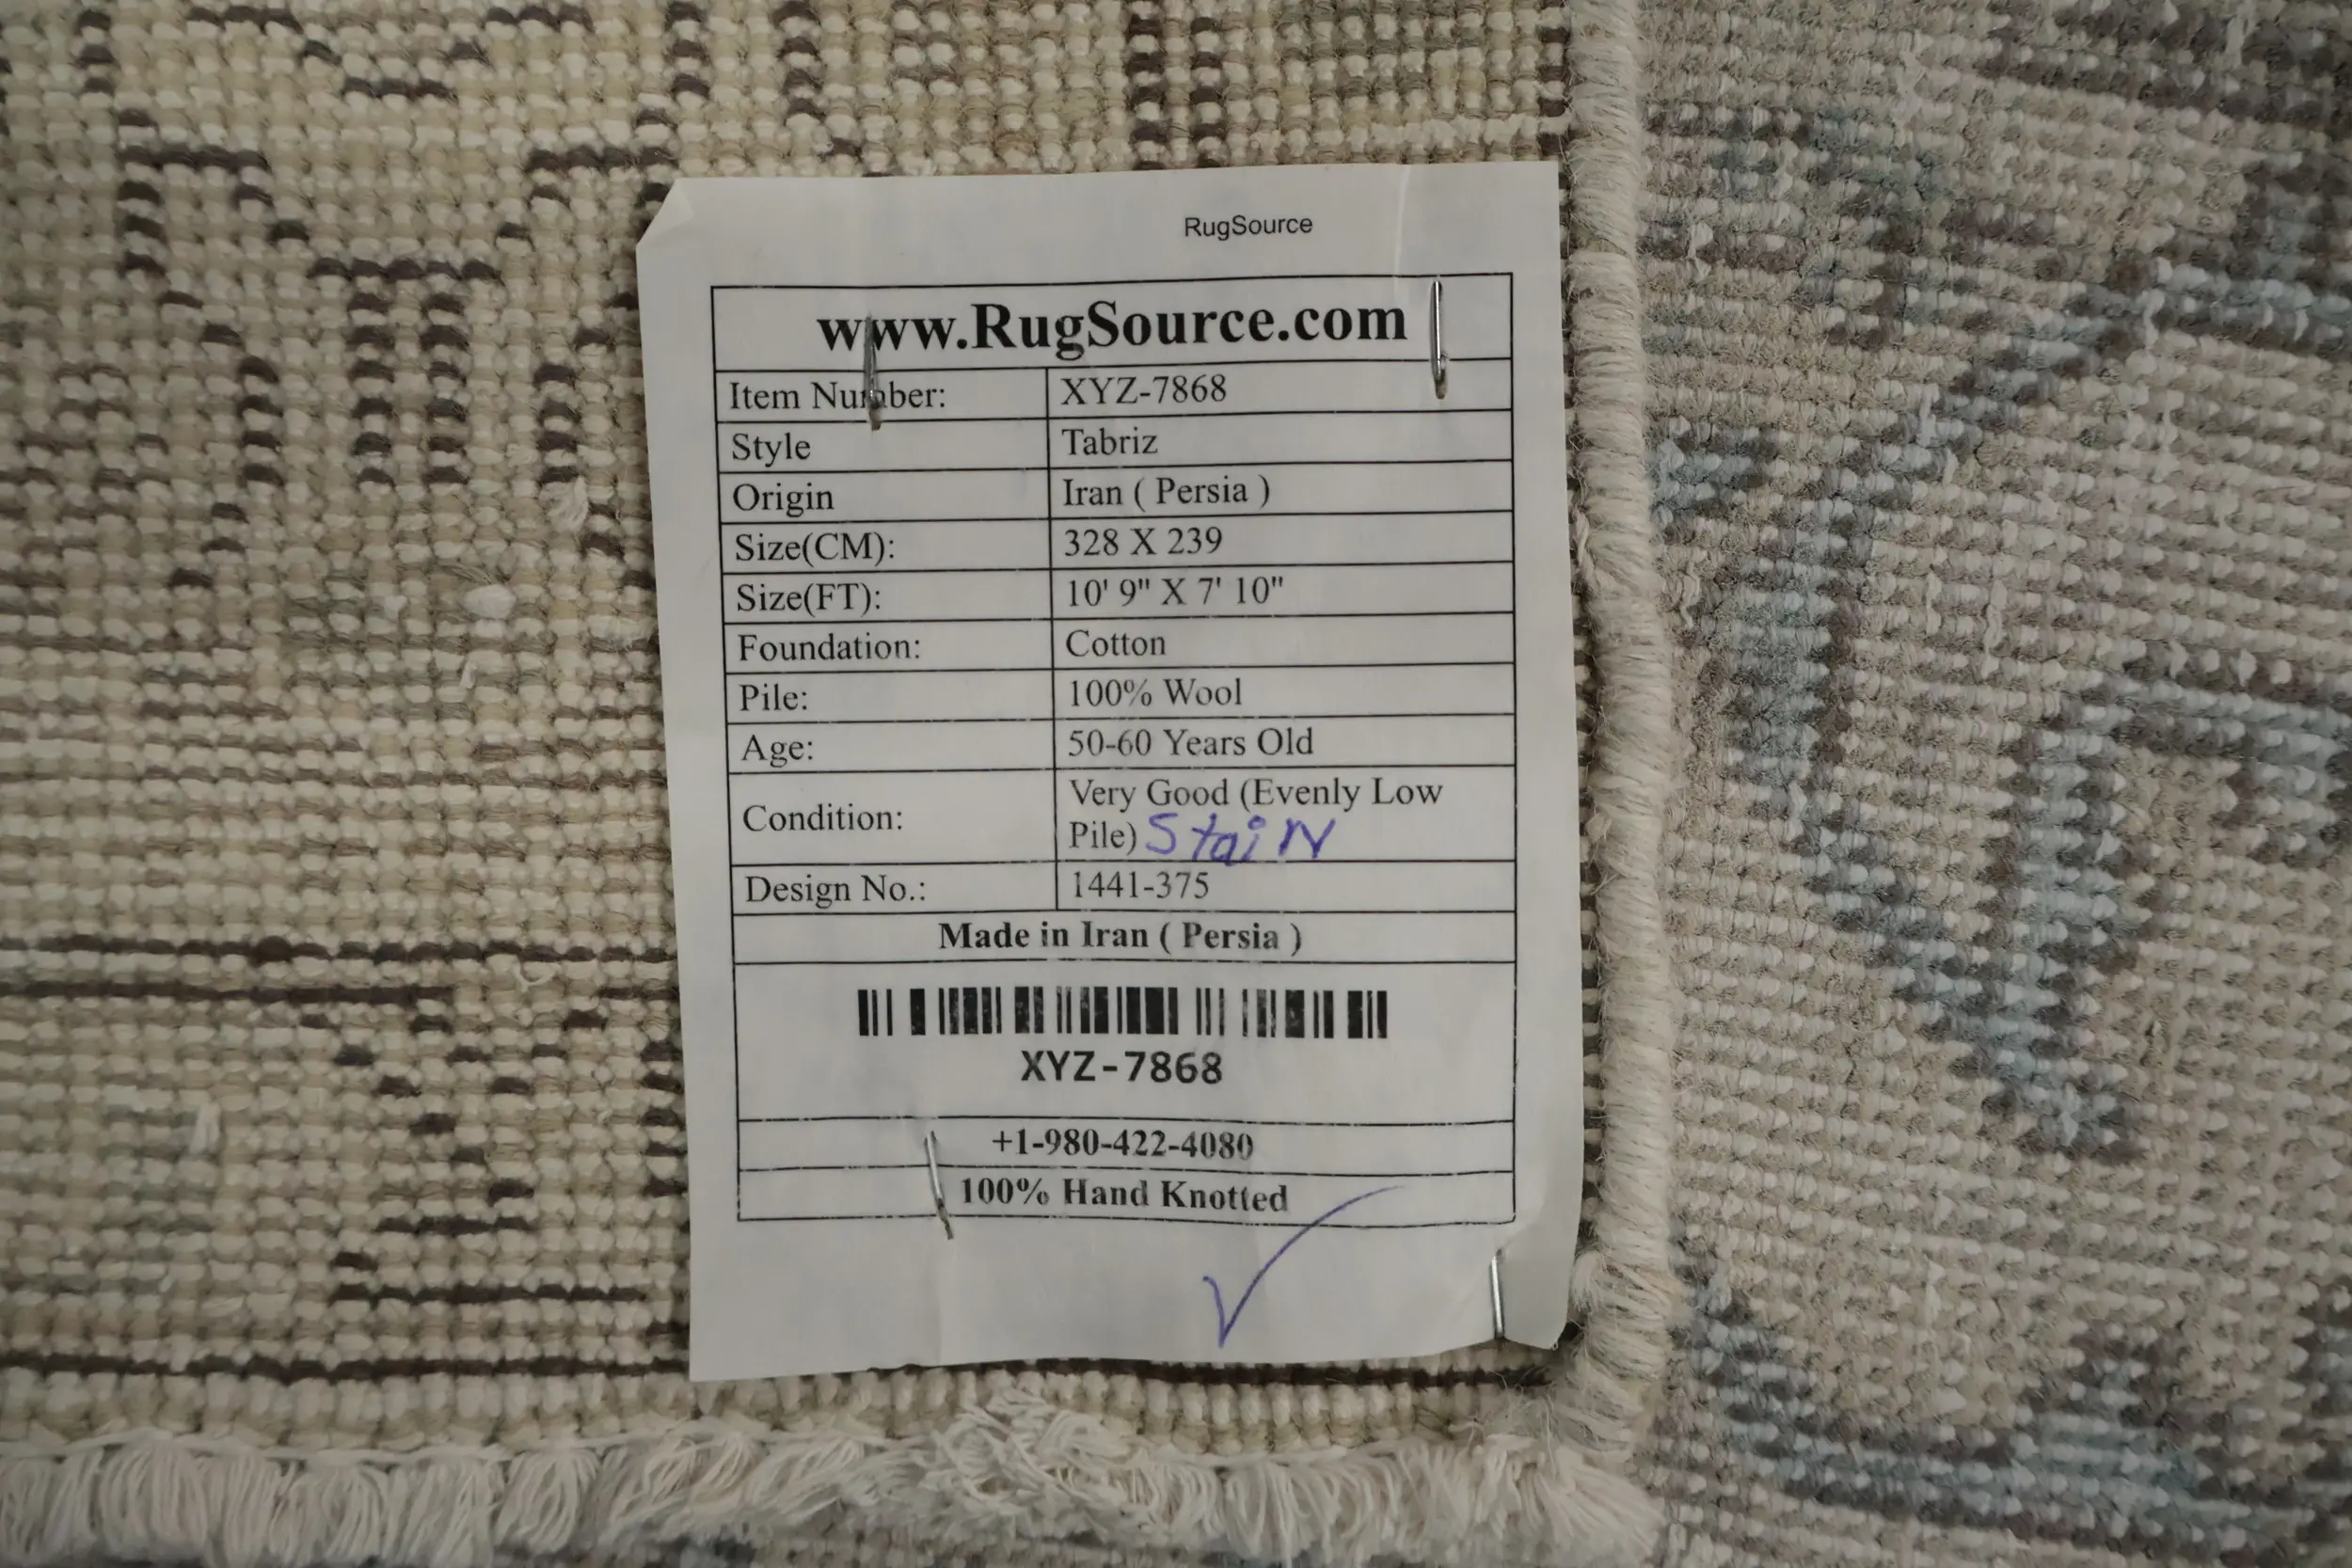 RugSource
www.RugSource.com
Item Number: XYZ-7868
Style Tabriz
Origin Iran ( Persia )
Size(CM): 328 X 239
Size(FT): 10' 9" X 7' 10"
Foundation: Cotton
Pile: 100% Wool
Age: 50-60 Years Old
Condition: Very Good (Evenly Low
Pile) Stain
Design No.: 1441-375
Made in Iran ( Persia )
XYZ-7868
+1-980-422-4080
100% Hand Knotted